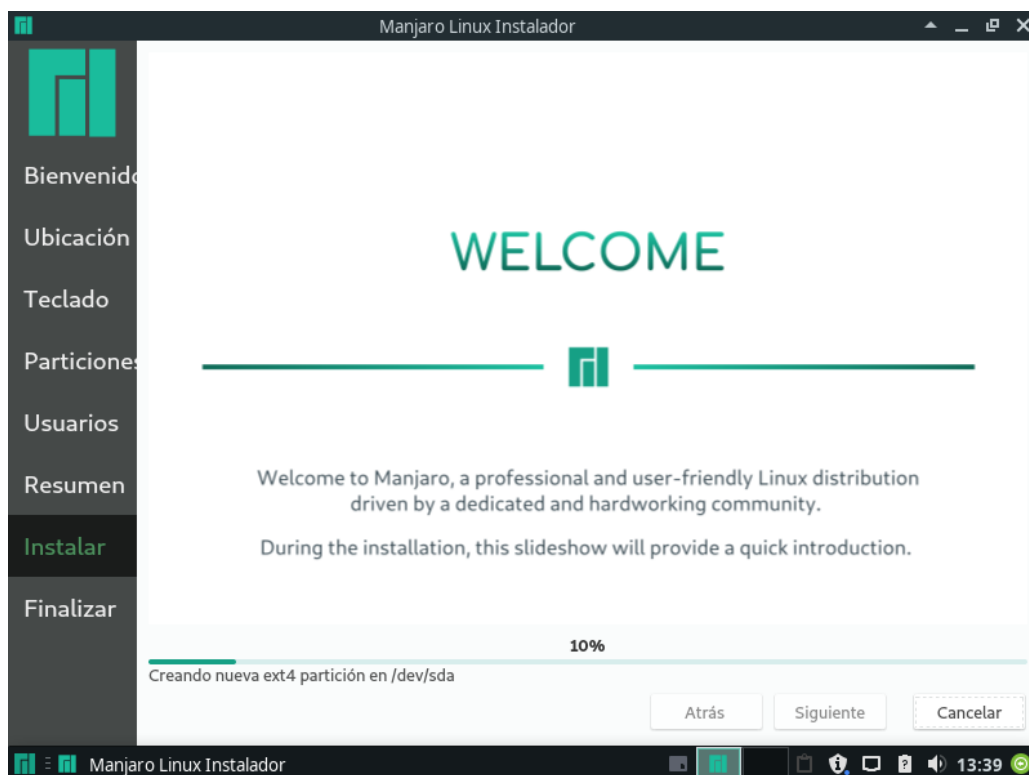 Manjaro Linux Instalador
Bienvenido
Ubicación
Teclado
Particiones
Usuarios
Resumen
Instalar
Finalizar
WELCOME
Welcome to Manjaro, a professional and user-friendly Linux distribution
driven by a dedicated and hardworking community.
During the installation, this slideshow will provide a quick introduction.
10%
Creando nueva ext4 partición en /dev/sda
Atrás
Siguiente
Cancelar
Manjaro Linux Instalador
13:39